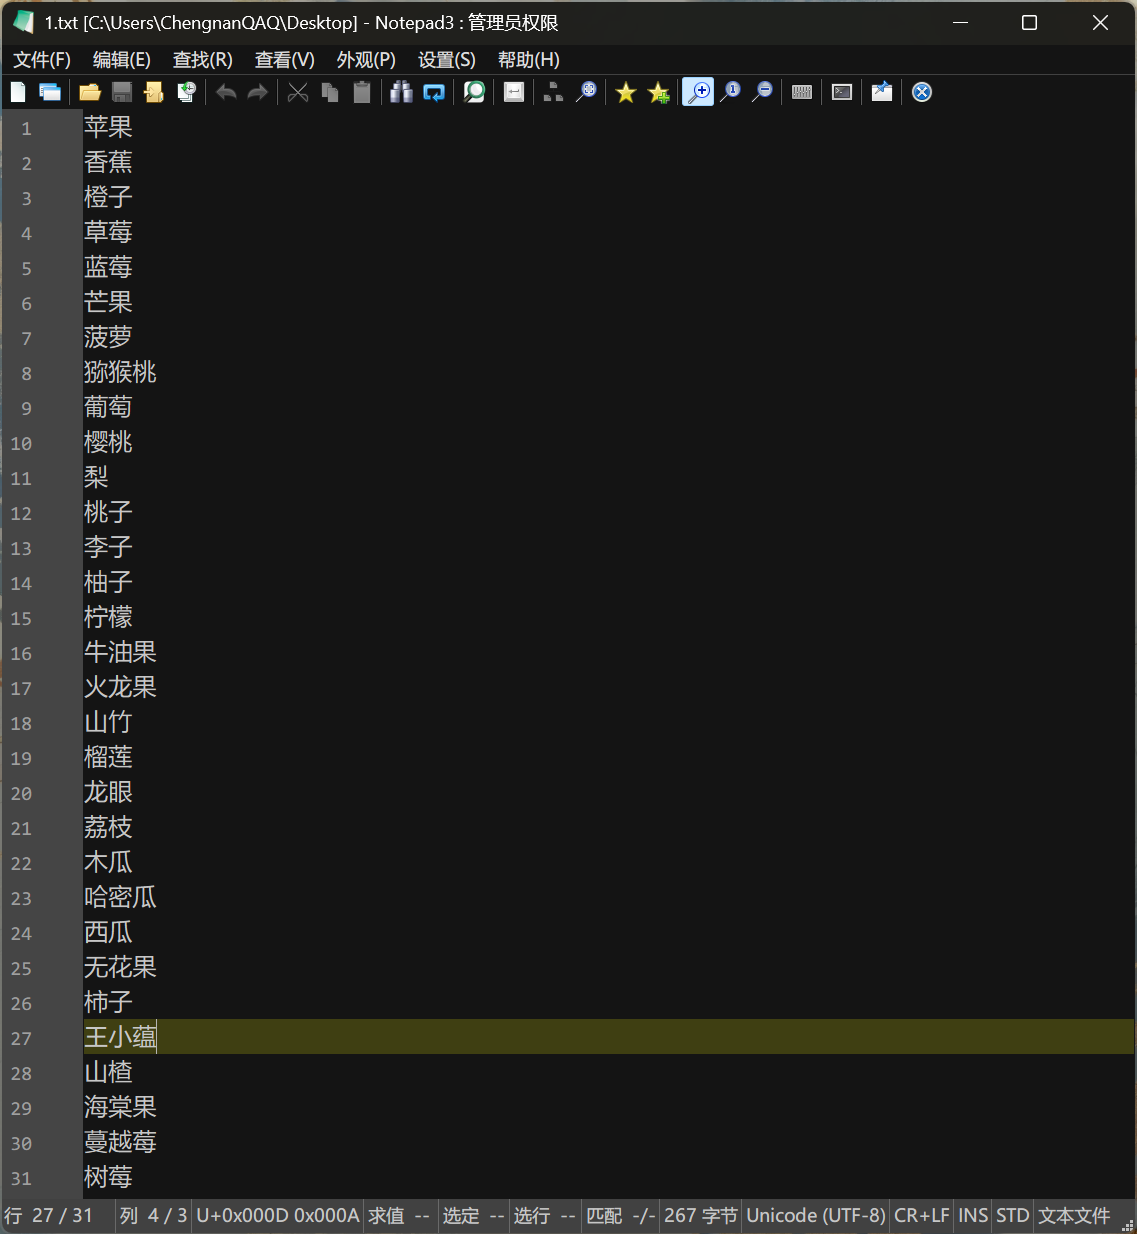 1.txt [C:\Users\ChengnanQAQ\Desktop] - Notepad3 : 管理员权限
文件(F) 编辑(E) 查找(R) 查看(V) 外观(P) 设置(S) 帮助(H)
1 苹果
2 香蕉
3 橙子
4 草莓
5 蓝莓
6 芒果
7 菠萝
8 猕猴桃
9 葡萄
10 樱桃
11 梨
12 桃子
13 李子
14 柚子
15 柠檬
16 牛油果
17 火龙果
18 山竹
19 榴莲
20 龙眼
21 荔枝
22 木瓜
23 哈密瓜
24 西瓜
25 无花果
26 柿子
27 王小蕴
28 山楂
29 海棠果
30 蔓越莓
31 树莓
行 27 / 31 列 4 / 3 U+0x000D 0x000A 求值 -- 选定 -- 选行 -- 匹配 -/- 267 字节 Unicode (UTF-8) CR+LF INS STD 文本文件